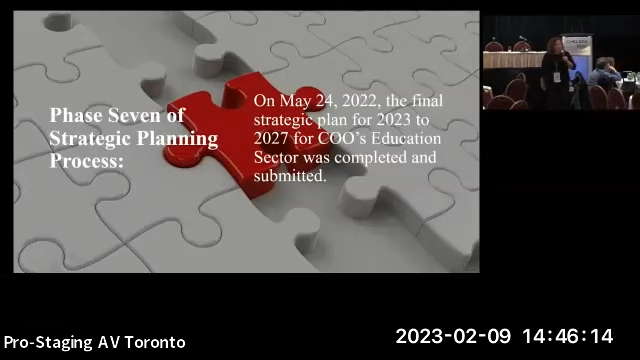 Phase Seven of
Strategic Planning
Process:
On May 24, 2022, the final
strategic plan for 2023 to
2027 for COO's Education
Sector was completed and
submitted.
CHELSEA
Pro-Staging AV Toronto
2023-02-09 14:46:14